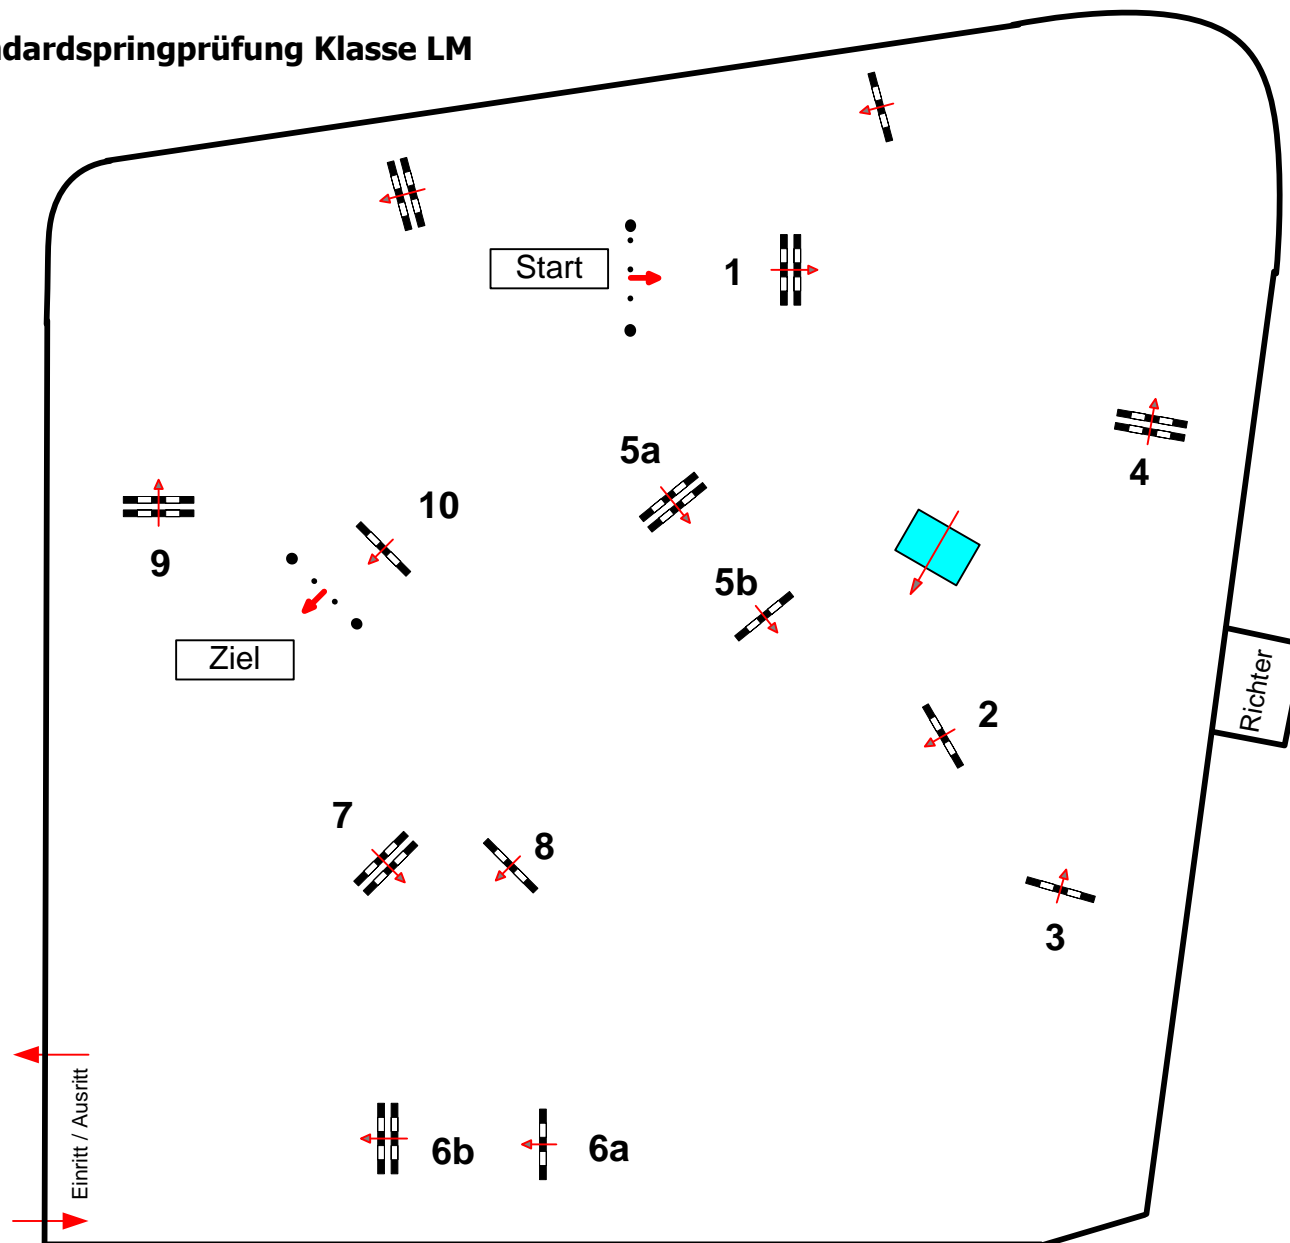 ndardspringprüfung Klasse LM
Start
1
4
5a
10
9
5b
Ziel
Richter
2
7
8
3
Einritt / Ausritt
6b
6a